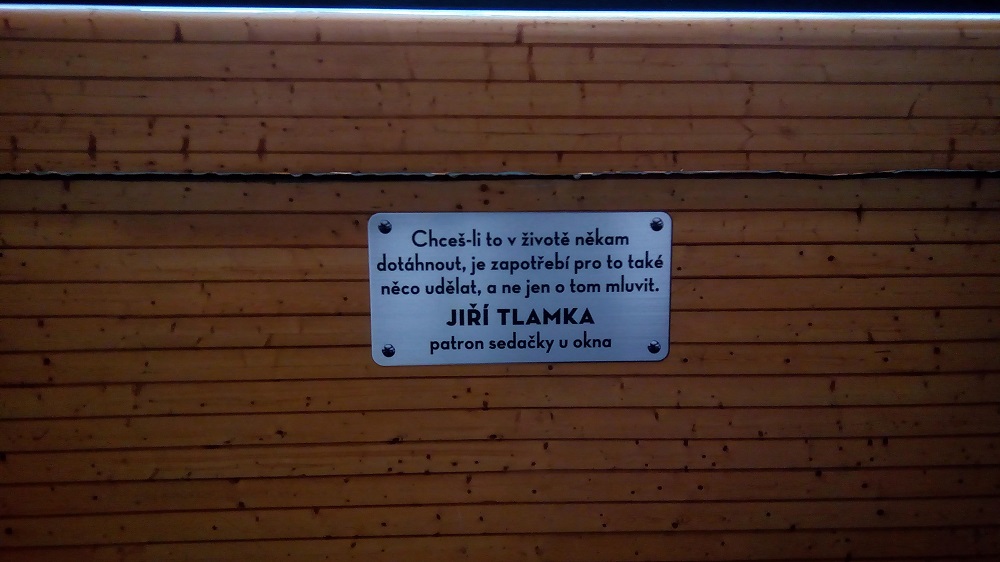 Chceš-li to v životě někam
dotáhnout, je zapotřebí pro to také
něco udělat, a ne jen o tom mluvit.
JIŘÍ TLAMKA
patron sedačky u okna